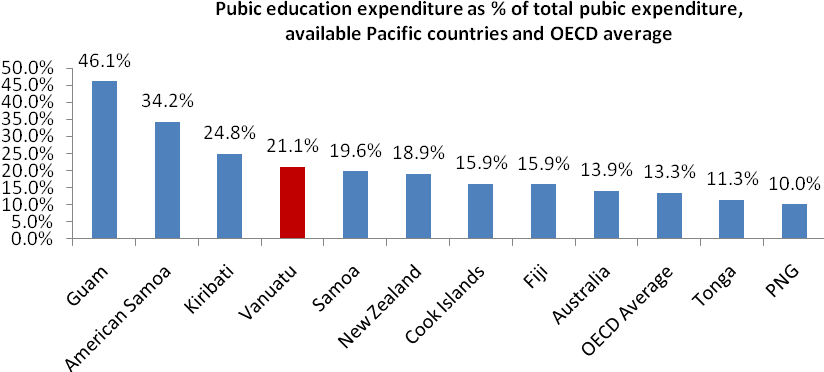 Pubic education expenditure as % of total pubic expenditure,
available Pacific countries and OECD average
50.0%
45.0%
40.0%
35.0%
30.0%
25.0%
20.0%
15.0%
10.0%
5.0%
0.0%
46.1%
34.2%
24.8%
21.1%
19.6%
18.9%
15.9%
15.9%
13.9%
13.3%
11.3%
10.0%
Guam
American Samoa
Kiribati
Vanuatu
Samoa
New Zealand
Cook Islands
Fiji
Australia
OECD Average
Tonga
PNG